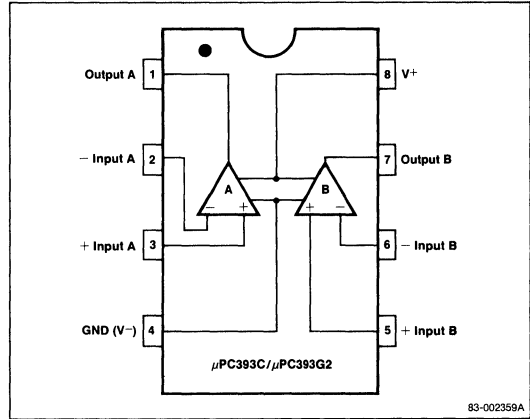 Output A 1
8 V+
− Input A 2
7 Output B
A
B
− +
+ −
+ Input A 3
6 − Input B
GND (V−) 4
5 + Input B
μPC393C/μPC393G2
83-002359A